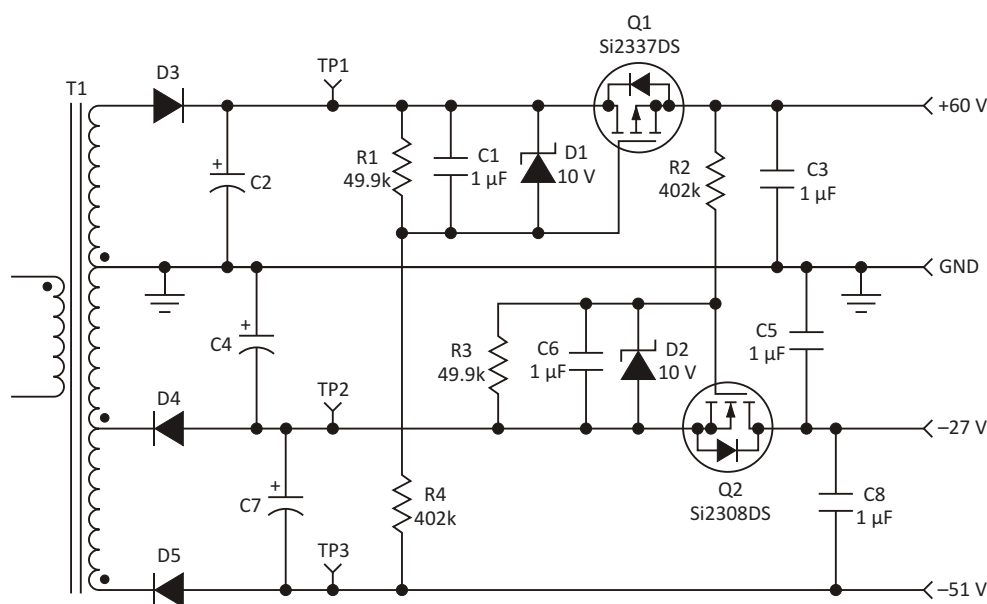 Q1
Si2337DS
T1
D3
TP1
+60 V
R1
49.9k
C1
1 µF
D1
10 V
R2
402k
C3
1 µF
+
C2
GND
+
C4
R3
49.9k
C6
1 µF
D2
10 V
C5
1 µF
D4
TP2
–27 V
+
C7
R4
402k
Q2
Si2308DS
C8
1 µF
D5
TP3
–51 V